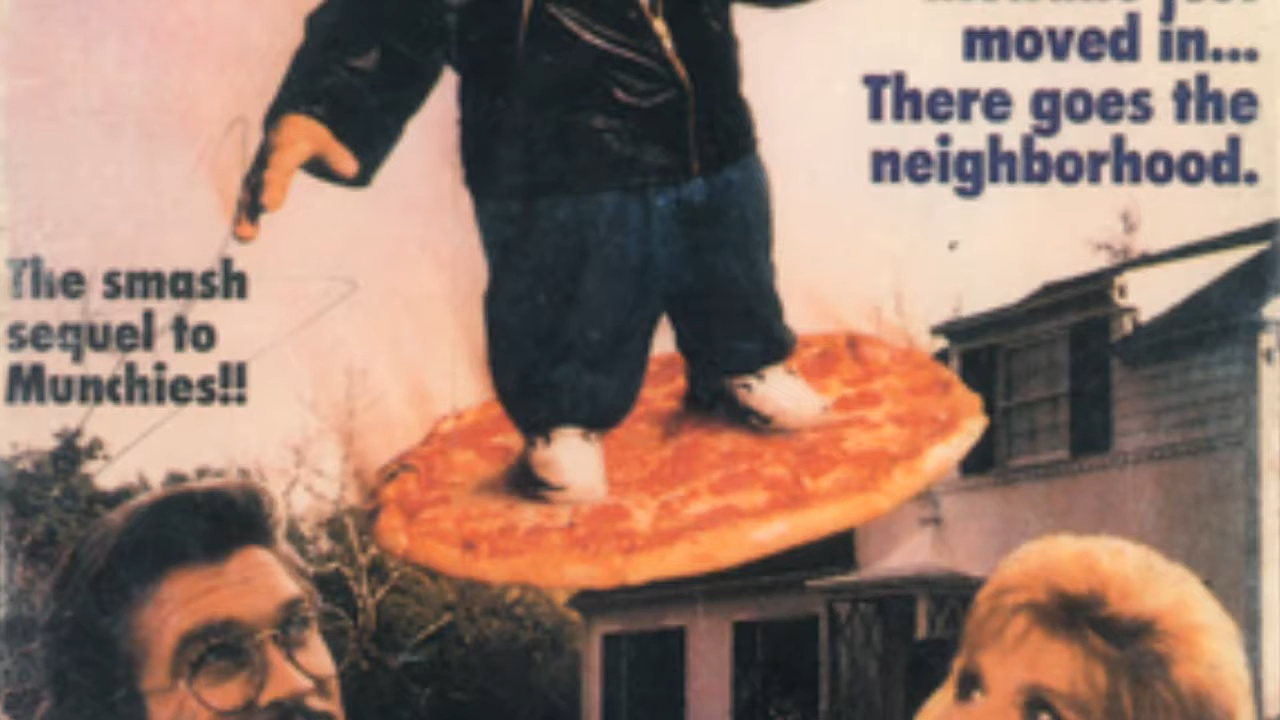 moved in...
There goes the
neighborhood.
The smash
sequel to
Munchies!!